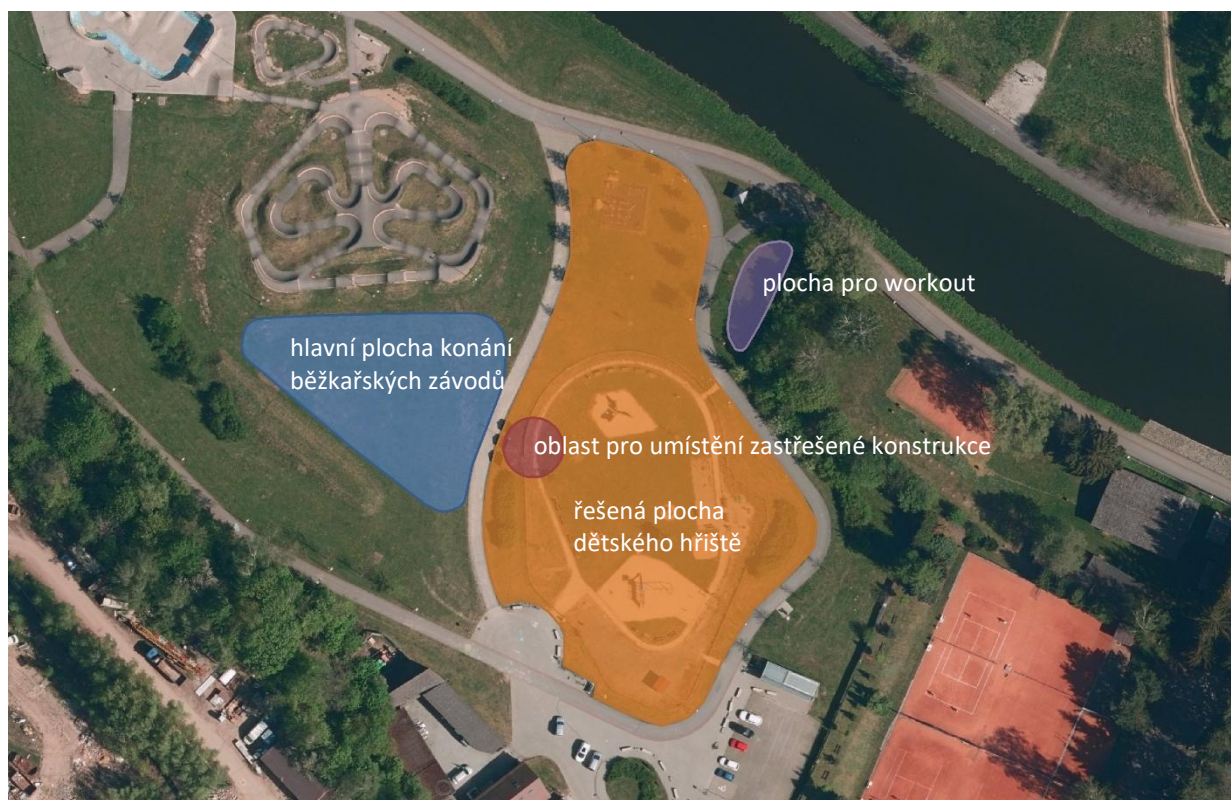 plocha pro workout
hlavní plocha konání
běžkařských závodů
oblast pro umístění zastřešené konstrukce
řešená plocha
dětského hřiště